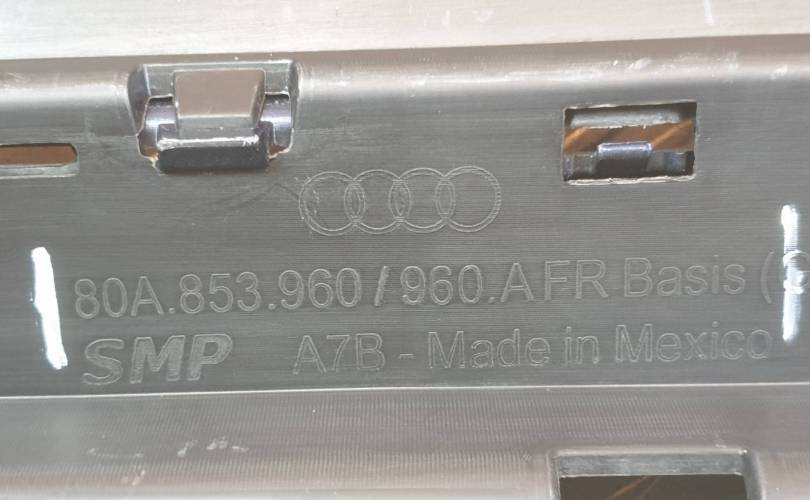 80A.853.960 / 960.A FR Basis (
SMP A7B - Made in Mexico